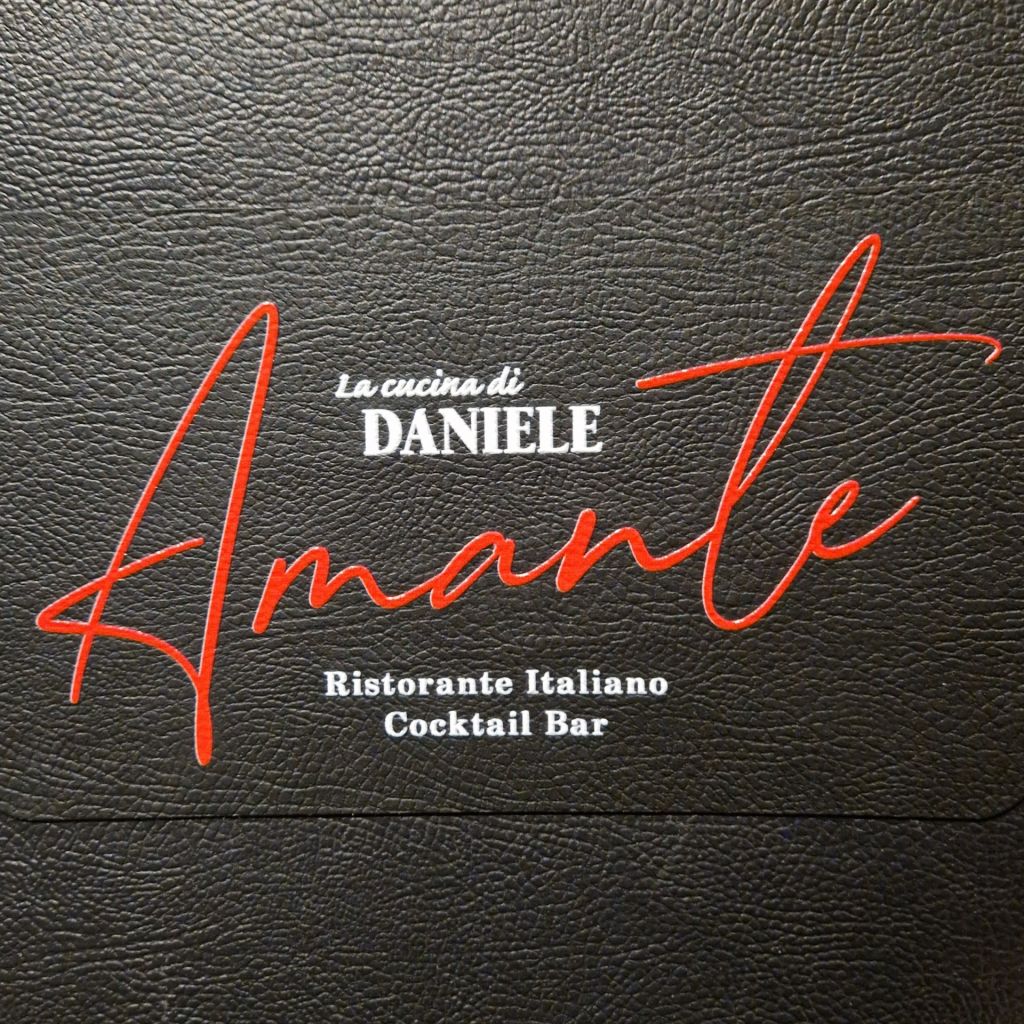 La cucina di
DANIELE
Amante
Ristorante Italiano
Cocktail Bar